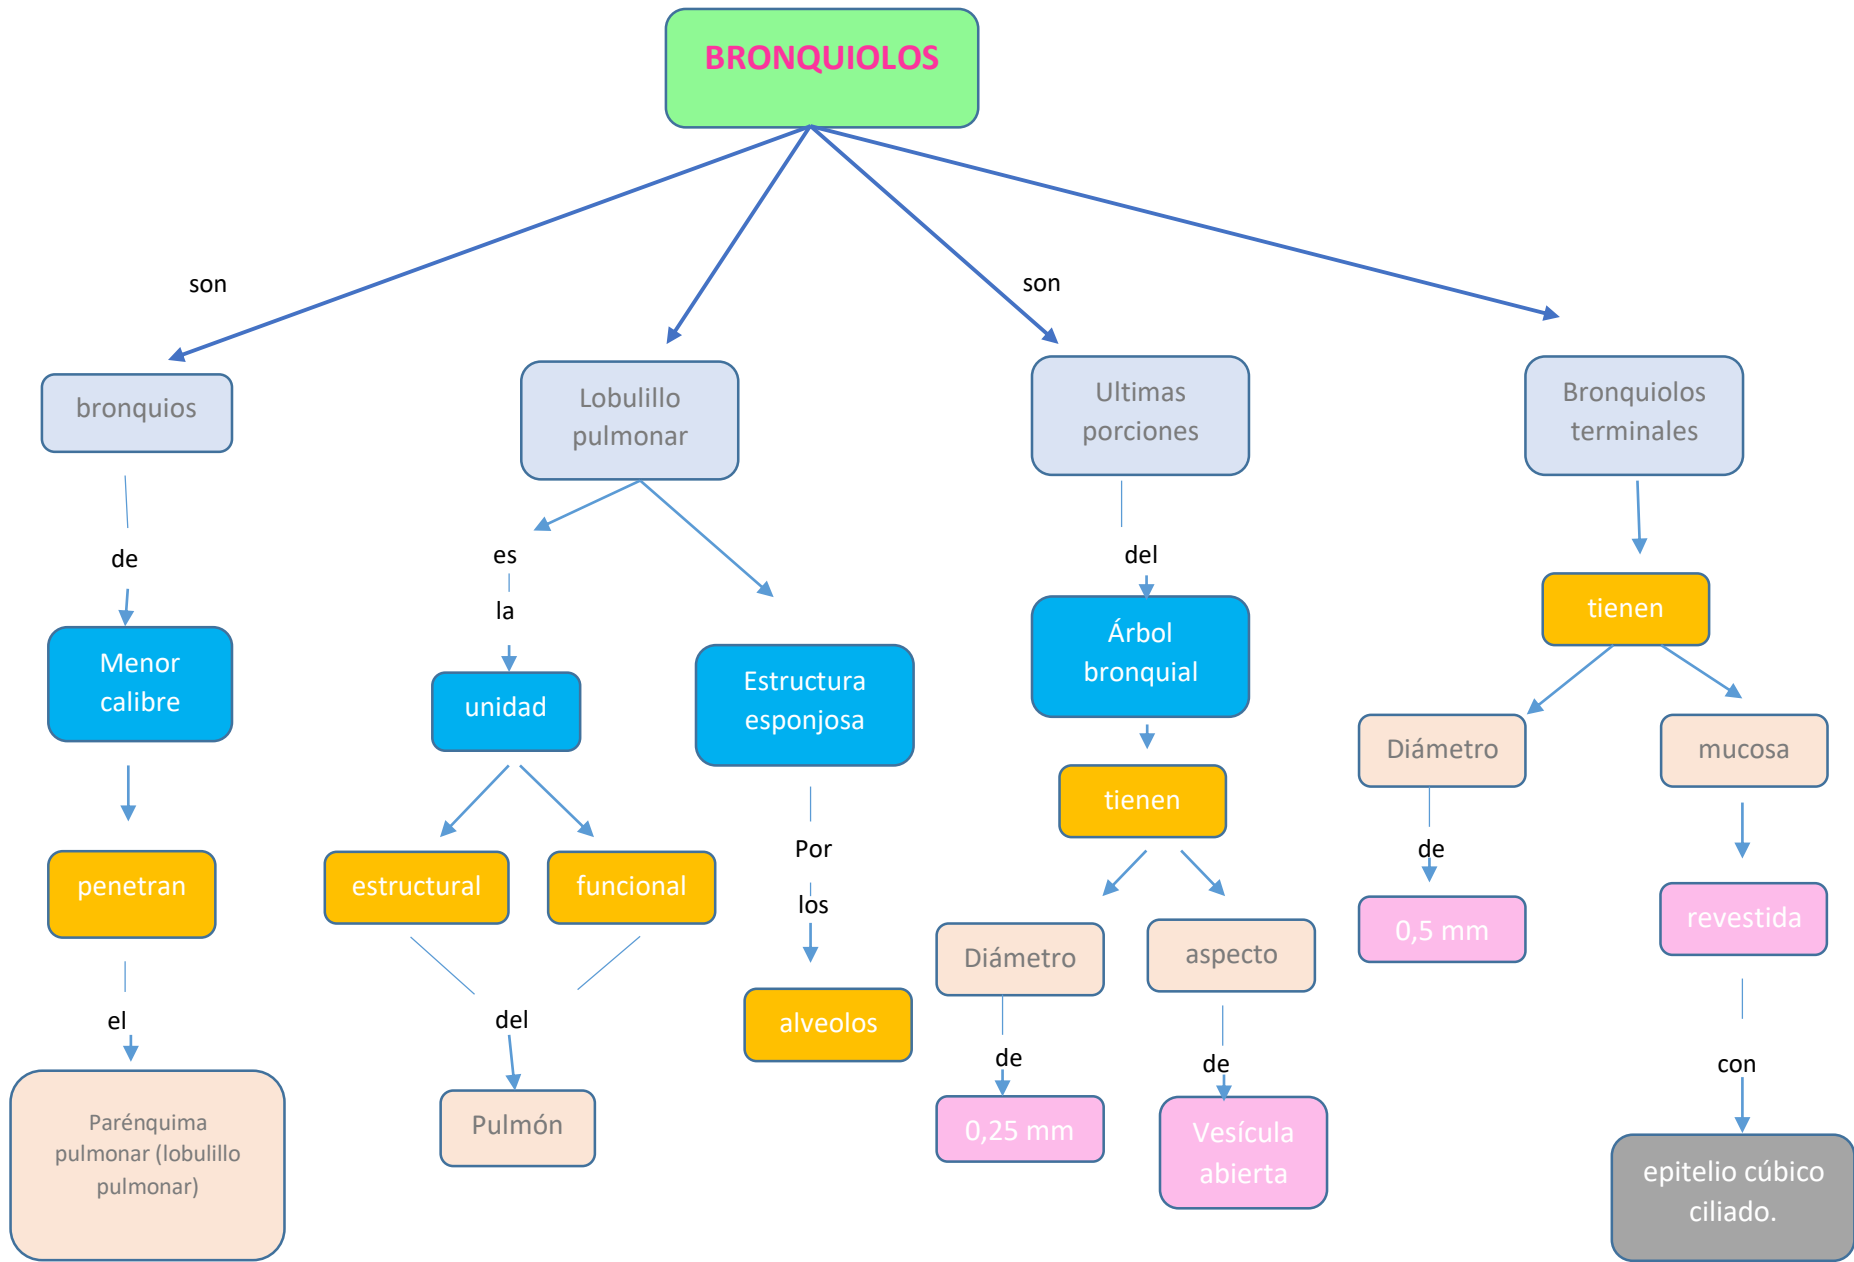 BRONQUIOLOS
son
son
bronquios
Lobulillo
pulmonar
Ultimas
porciones
Bronquiolos
terminales
de
es
la
del
tienen
Menor
calibre
unidad
Estructura
esponjosa
Árbol
bronquial
Diámetro
mucosa
tienen
penetran
estructural
funcional
Por
los
de
0,5 mm
revestida
Diámetro
aspecto
el
del
alveolos
de
de
con
Parénquima
pulmonar (lobulillo
pulmonar)
Pulmón
0,25 mm
Vesícula
abierta
epitelio cúbico
ciliado.